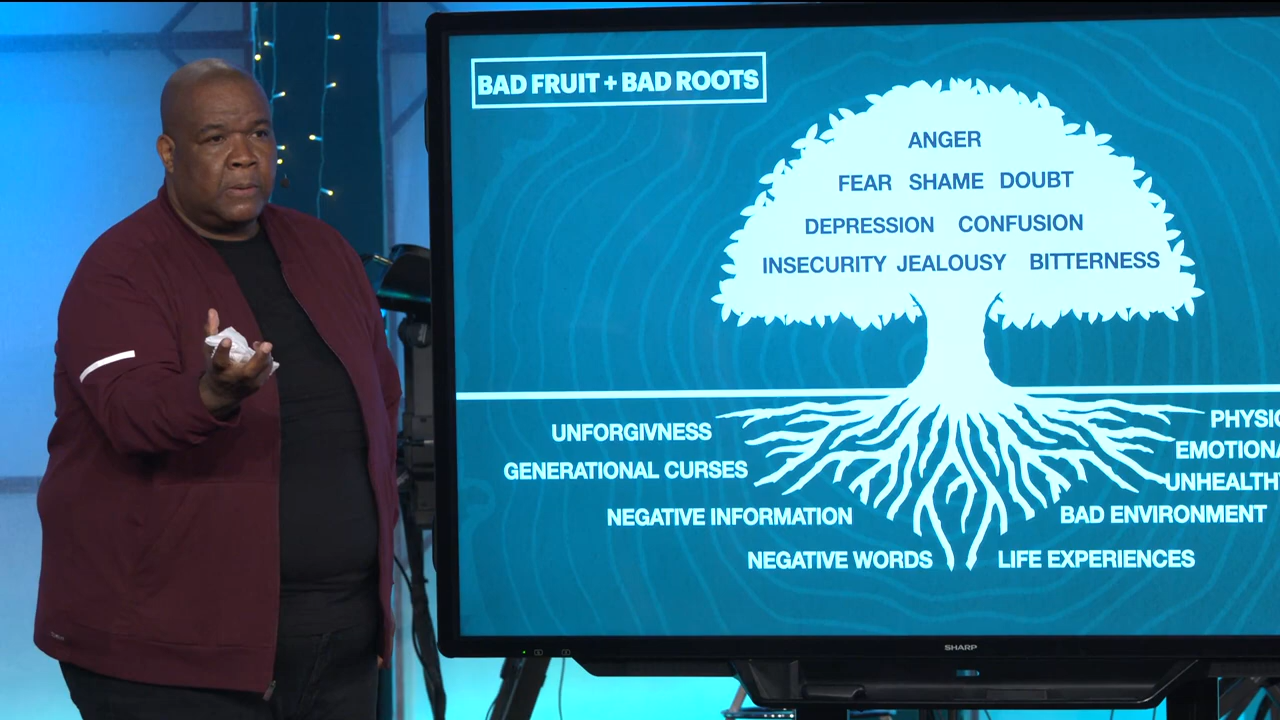 BAD FRUIT + BAD ROOTS
ANGER
FEAR SHAME DOUBT
DEPRESSION CONFUSION
INSECURITY JEALOUSY BITTERNESS
UNFORGIVNESS
GENERATIONAL CURSES
NEGATIVE INFORMATION
NEGATIVE WORDS
BAD ENVIRONMENT
LIFE EXPERIENCES
SHARP